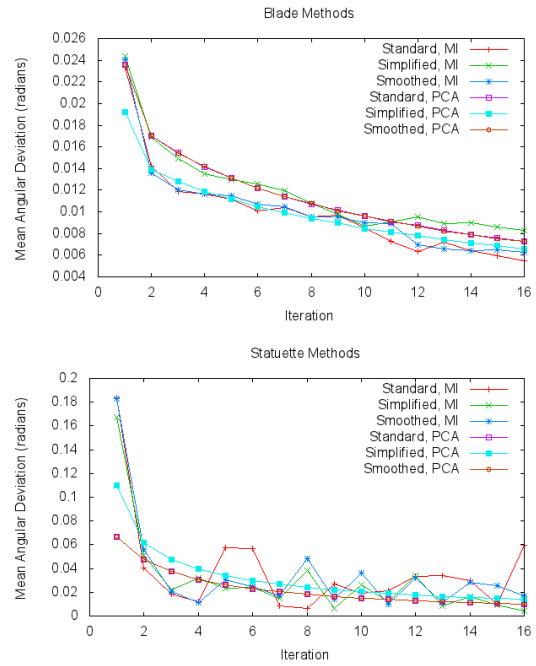 Blade Methods
Mean Angular Deviation (radians)
0.026
0.024
0.022
0.02
0.018
0.016
0.014
0.012
0.01
0.008
0.006
0.004
Standard, MI
Simplified, MI
Smoothed, MI
Standard, PCA
Simplified, PCA
Smoothed, PCA
0 2 4 6 8 10 12 14 16
Iteration
Statuette Methods
Mean Angular Deviation (radians)
0.2
0.18
0.16
0.14
0.12
0.1
0.08
0.06
0.04
0.02
0
Standard, MI
Simplified, MI
Smoothed, MI
Standard, PCA
Simplified, PCA
Smoothed, PCA
0 2 4 6 8 10 12 14 16
Iteration